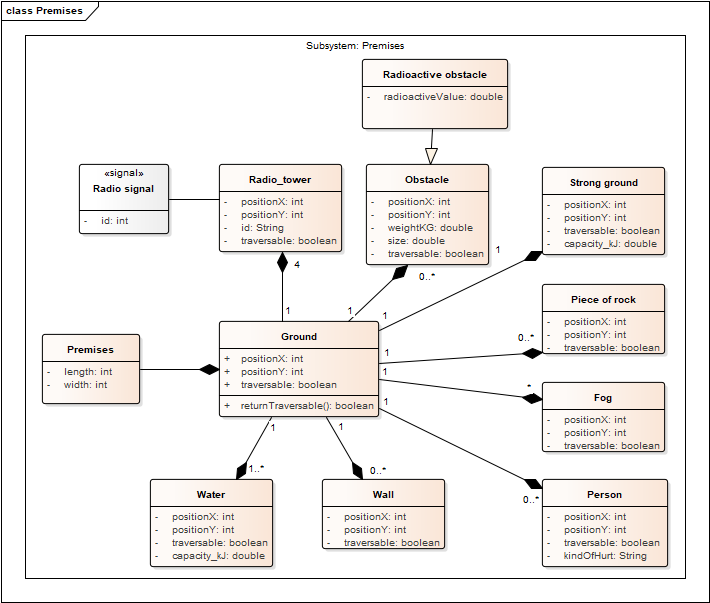 class Premises
Subsystem: Premises
Radioactive obstacle
- radioactiveValue: double
«signal»
Radio signal
- id: int
Radio_tower
- positionX: int
- positionY: int
- id: String
- traversable: boolean
Obstacle
- positionX: int
- positionY: int
- weightKG: double
- size: double
- traversable: boolean
Strong ground
- positionX: int
- positionY: int
- traversable: boolean
- capacity_kJ: double
4
0..*
1
1
1
1
Piece of rock
- positionX: int
- positionY: int
- traversable: boolean
Premises
- length: int
- width: int
Ground
+ positionX: int
+ positionY: int
+ traversable: boolean
+ returnTraversable(): boolean
0..*
1
1
*
1
Fog
- positionX: int
- positionY: int
- traversable: boolean
1
1
1..*
0..*
0..*
Water
- positionX: int
- positionY: int
- traversable: boolean
- capacity_kJ: double
Wall
- positionX: int
- positionY: int
- traversable: boolean
Person
- positionX: int
- positionY: int
- traversable: boolean
- kindOfHurt: String